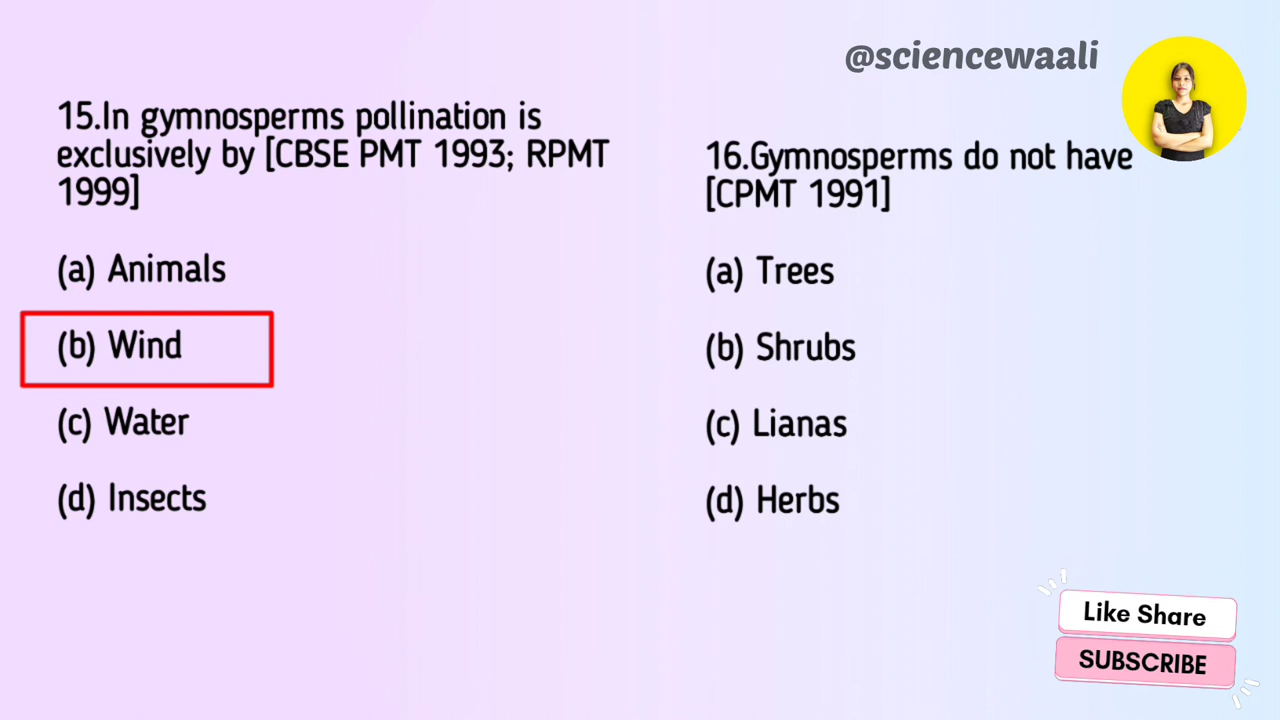 @sciencewaali
15.In gymnosperms pollination is
exclusively by [CBSE PMT 1993; RPMT
1999]
(a) Animals
(b) Wind
(c) Water
(d) Insects
16.Gymnosperms do not have
[CPMT 1991]
(a) Trees
(b) Shrubs
(c) Lianas
(d) Herbs
Like Share
SUBSCRIBE